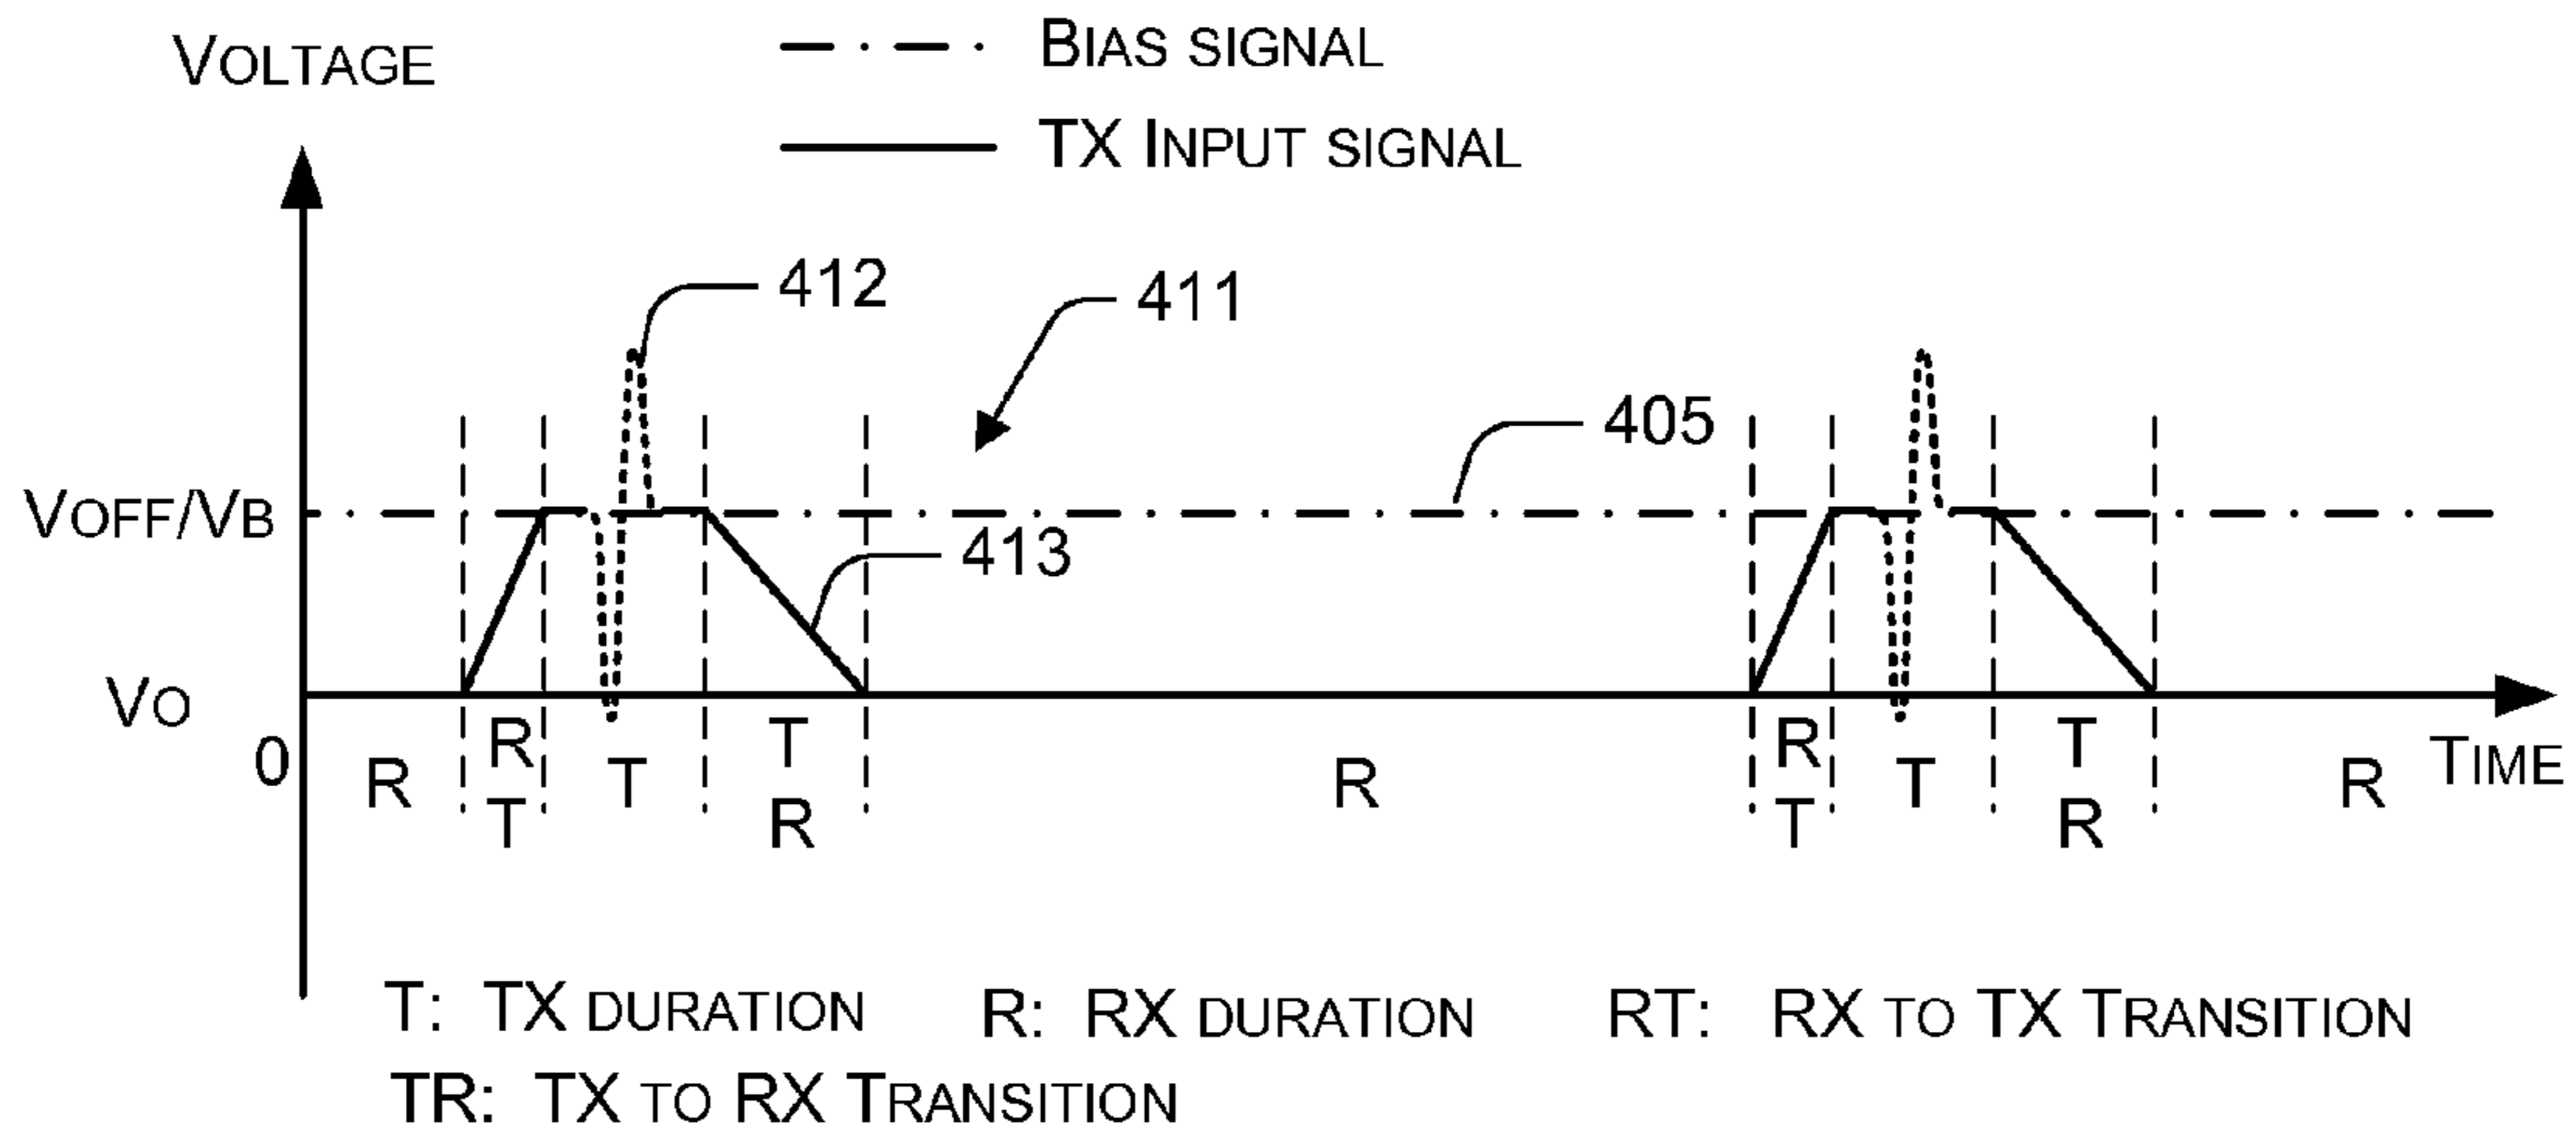 VOLTAGE
BIAS SIGNAL
TX INPUT SIGNAL
412
411
405
VOFF/VB
413
VO
0
R
R
T
T
T
R
R
R
T
T
T
R
R
TIME
T: TX DURATION
R: RX DURATION
RT: RX TO TX TRANSITION
TR: TX TO RX TRANSITION